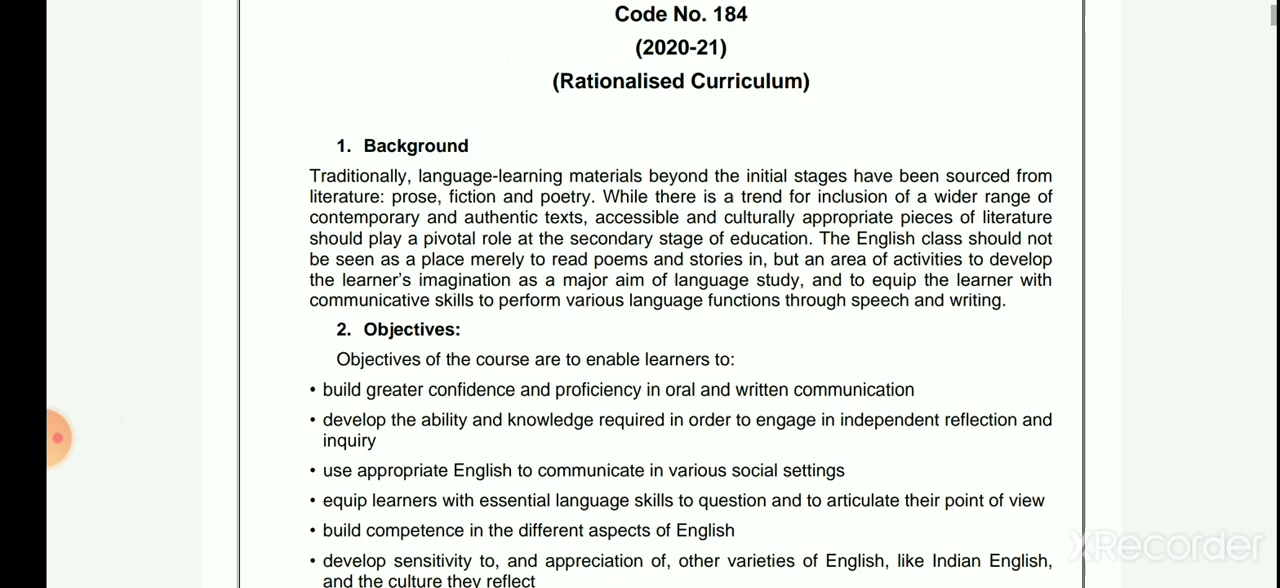 Code No. 184
(2020-21)
(Rationalised Curriculum)
1. Background
Traditionally, language-learning materials beyond the initial stages have been sourced from
literature: prose, fiction and poetry. While there is a trend for inclusion of a wider range of
contemporary and authentic texts, accessible and culturally appropriate pieces of literature
should play a pivotal role at the secondary stage of education. The English class should not
be seen as a place merely to read poems and stories in, but an area of activities to develop
the learner's imagination as a major aim of language study, and to equip the learner with
communicative skills to perform various language functions through speech and writing.
2. Objectives:
Objectives of the course are to enable learners to:
• build greater confidence and proficiency in oral and written communication
• develop the ability and knowledge required in order to engage in independent reflection and
inquiry
• use appropriate English to communicate in various social settings
• equip learners with essential language skills to question and to articulate their point of view
• build competence in the different aspects of English
• develop sensitivity to, and appreciation of, other varieties of English, like Indian English,
and the culture they reflect
XRecorder